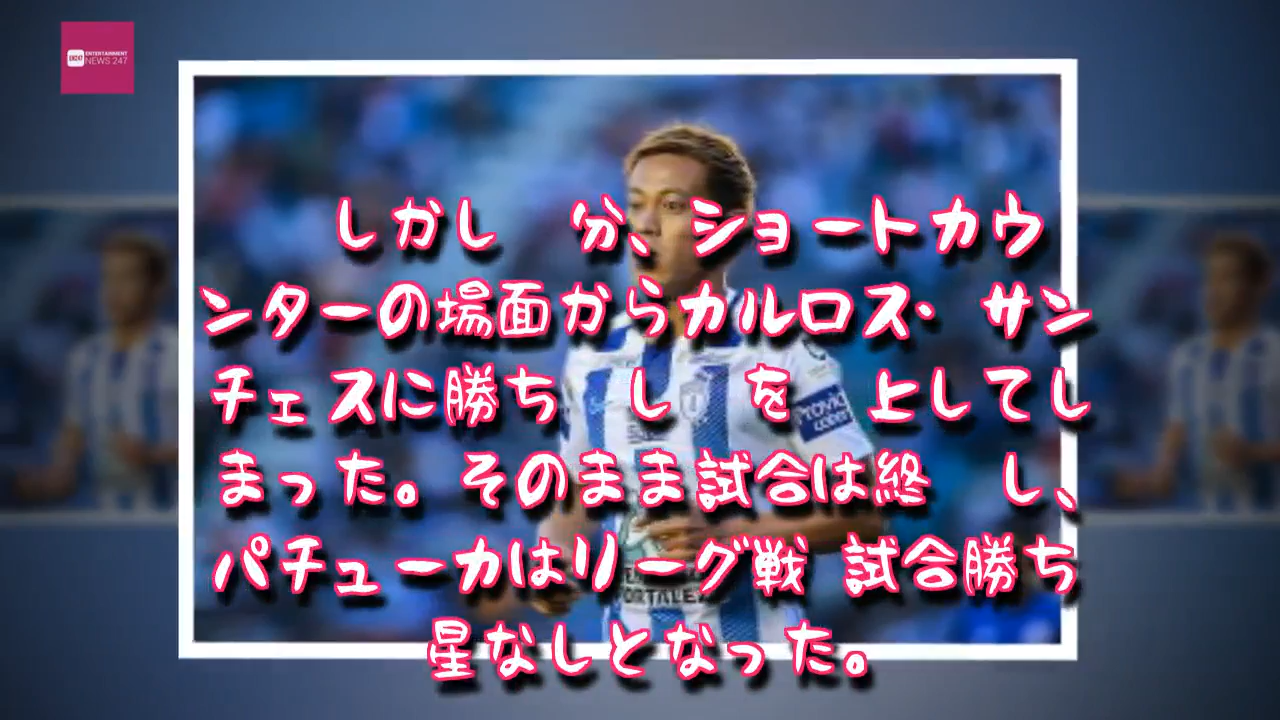 ENTERTAINMENT
NEWS 247
しかし　分、ショートカウ
ンターの場面からカルロス・ サン
チェスに勝ち　し　を　上してし
まった。そのまま試合は終　し、
パチューカはリーグ戦 試合勝ち
星なしとなった。